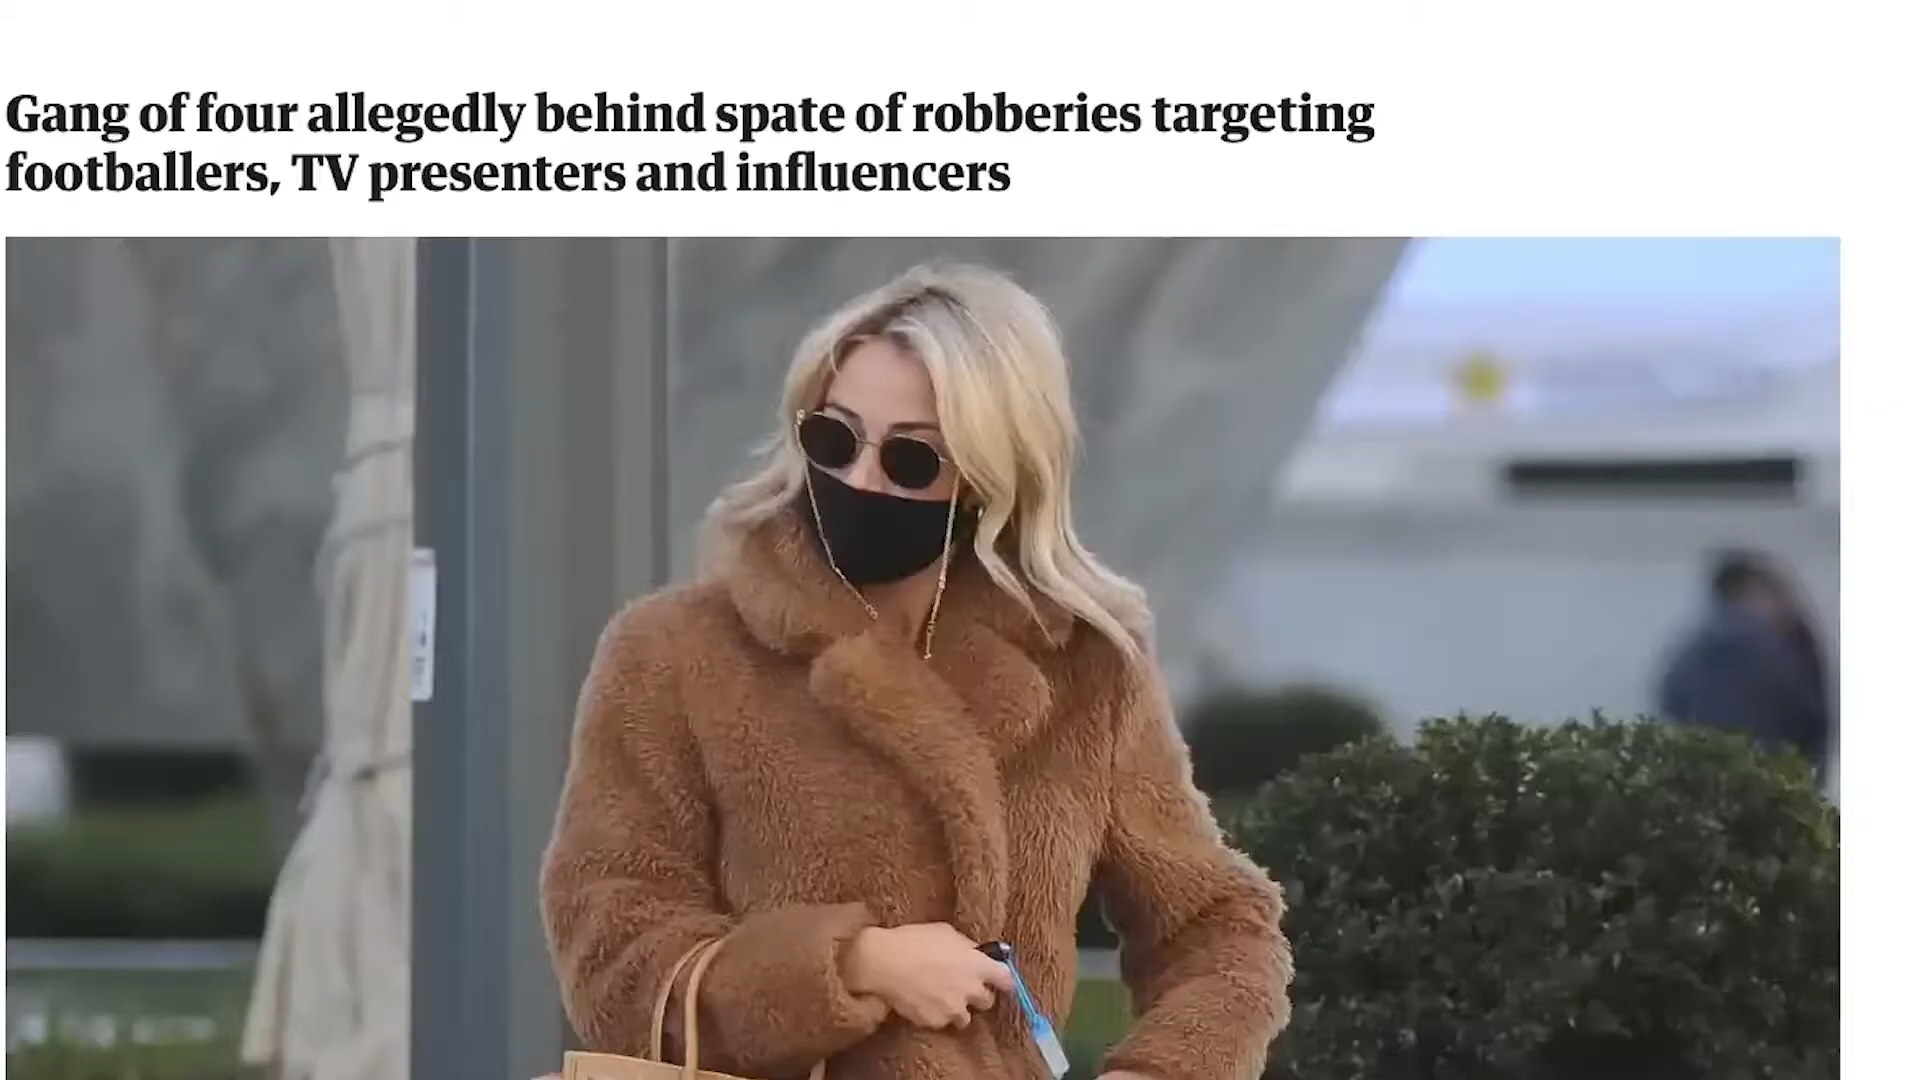 Gang of four allegedly behind spate of robberies targeting
footballers, TV presenters and influencers